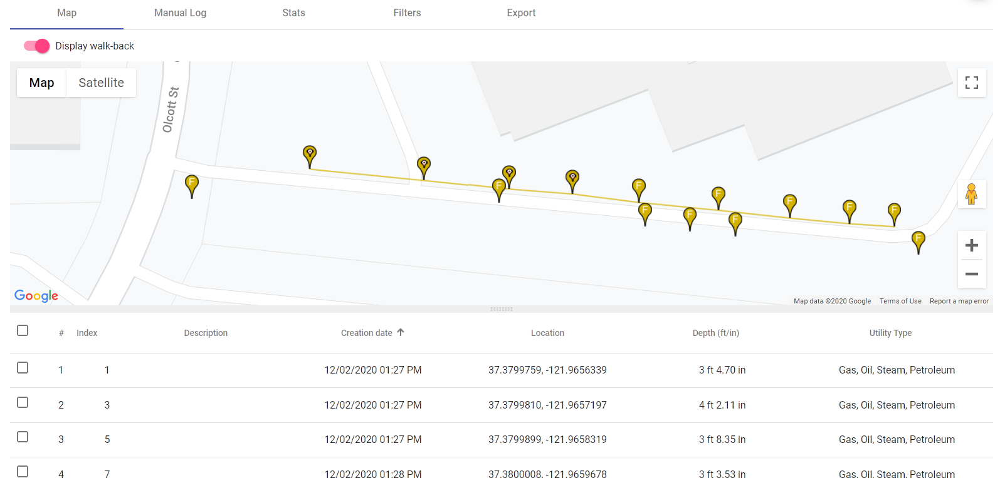 Map Manual Log Stats Filters Export
Display walk-back
Map Satellite
Olcott St
F
F
F
F
F
F
F
F
F
F
F
Google
Map data ©2020 Google Terms of Use Report a map error
# Index Description Creation date Location Depth (ft/in) Utility Type
1 1 12/02/2020 01:27 PM 37.3799759, -121.9656339 3 ft 4.70 in Gas, Oil, Steam, Petroleum
2 3 12/02/2020 01:27 PM 37.3799810, -121.9657197 4 ft 2.11 in Gas, Oil, Steam, Petroleum
3 5 12/02/2020 01:27 PM 37.3799899, -121.9658319 3 ft 8.35 in Gas, Oil, Steam, Petroleum
4 7 12/02/2020 01:28 PM 37.3800008, -121.9659678 3 ft 3.53 in Gas, Oil, Steam, Petroleum